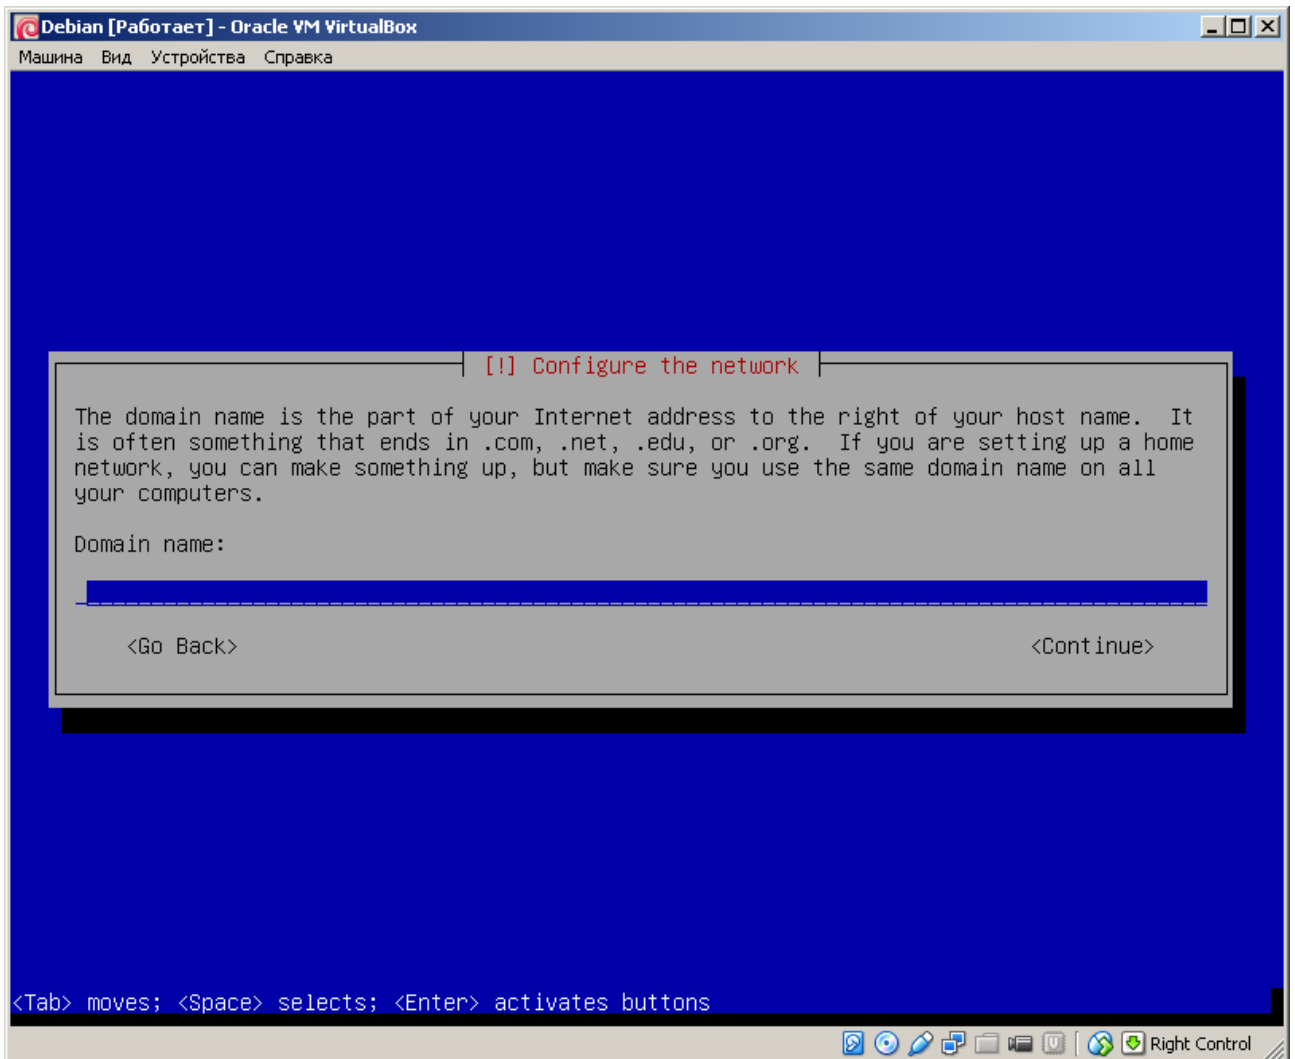 Debian [Работает] - Oracle VM VirtualBox
Машина Вид Устройства Справка
[!] Configure the network
The domain name is the part of your Internet address to the right of your host name.  It
is often something that ends in .com, .net, .edu, or .org.  If you are setting up a home
network, you can make something up, but make sure you use the same domain name on all
your computers.
Domain name:
<Go Back> <Continue>
<Tab> moves; <Space> selects; <Enter> activates buttons
Right Control